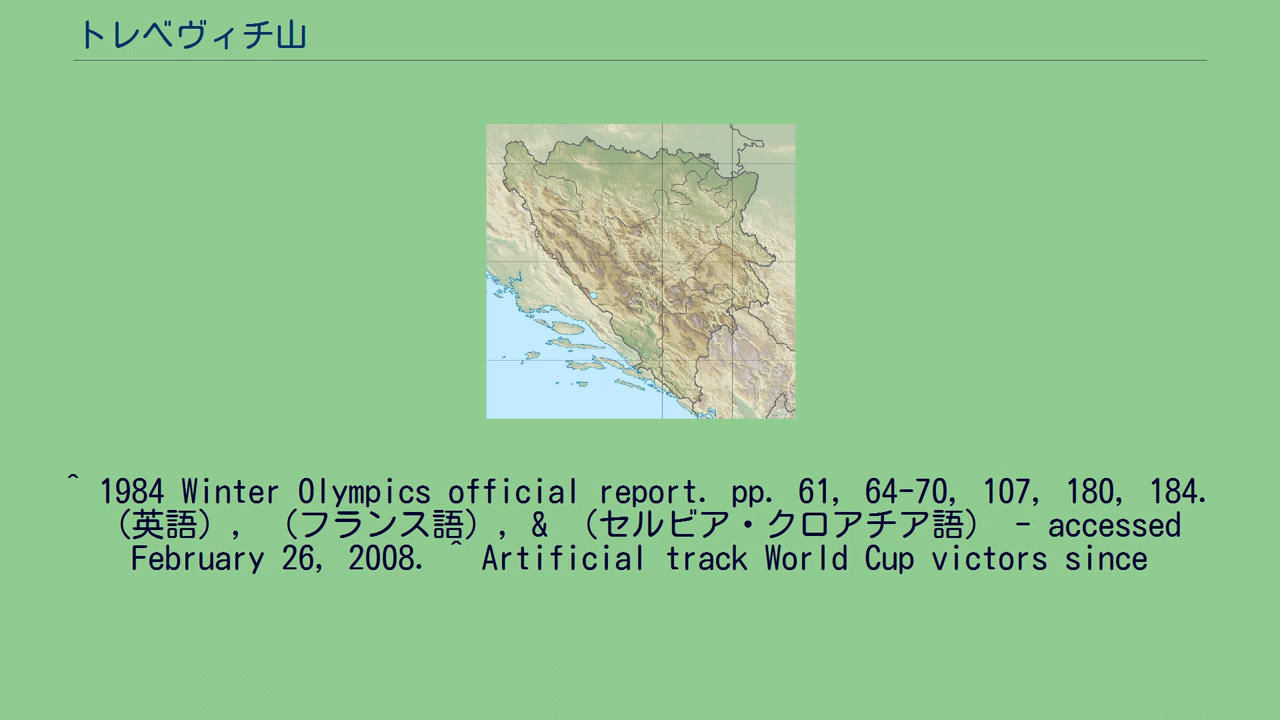 トレベヴィチ山
^ 1984 Winter Olympics official report. pp. 61, 64-70, 107, 180, 184.
（英語）, （フランス語）, & （セルビア・クロアチア語） - accessed
February 26, 2008. ^ Artificial track World Cup victors since